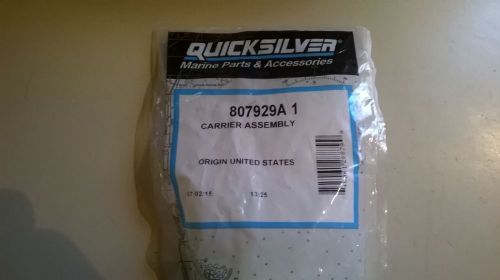 QUICKSILVER
Marine Parts & Accessories
807929A 1
CARRIER ASSEMBLY
ORIGIN UNITED STATES
13:25